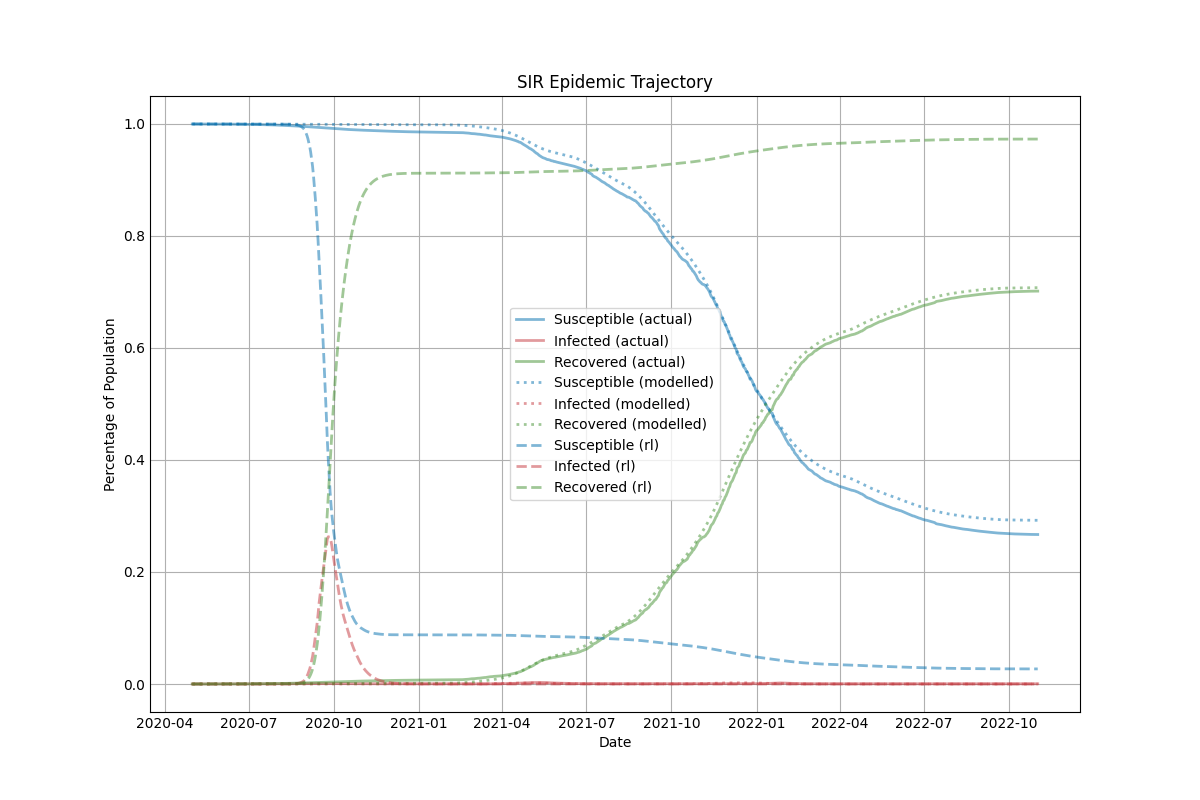 SIR Epidemic Trajectory
1.0
0.8
0.6
0.4
0.2
0.0
Percentage of Population
Susceptible (actual)
Infected (actual)
Recovered (actual)
Susceptible (modelled)
Infected (modelled)
Recovered (modelled)
Susceptible (rl)
Infected (rl)
Recovered (rl)
2020-04 2020-07 2020-10 2021-01 2021-04 2021-07 2021-10 2022-01 2022-04 2022-07 2022-10
Date